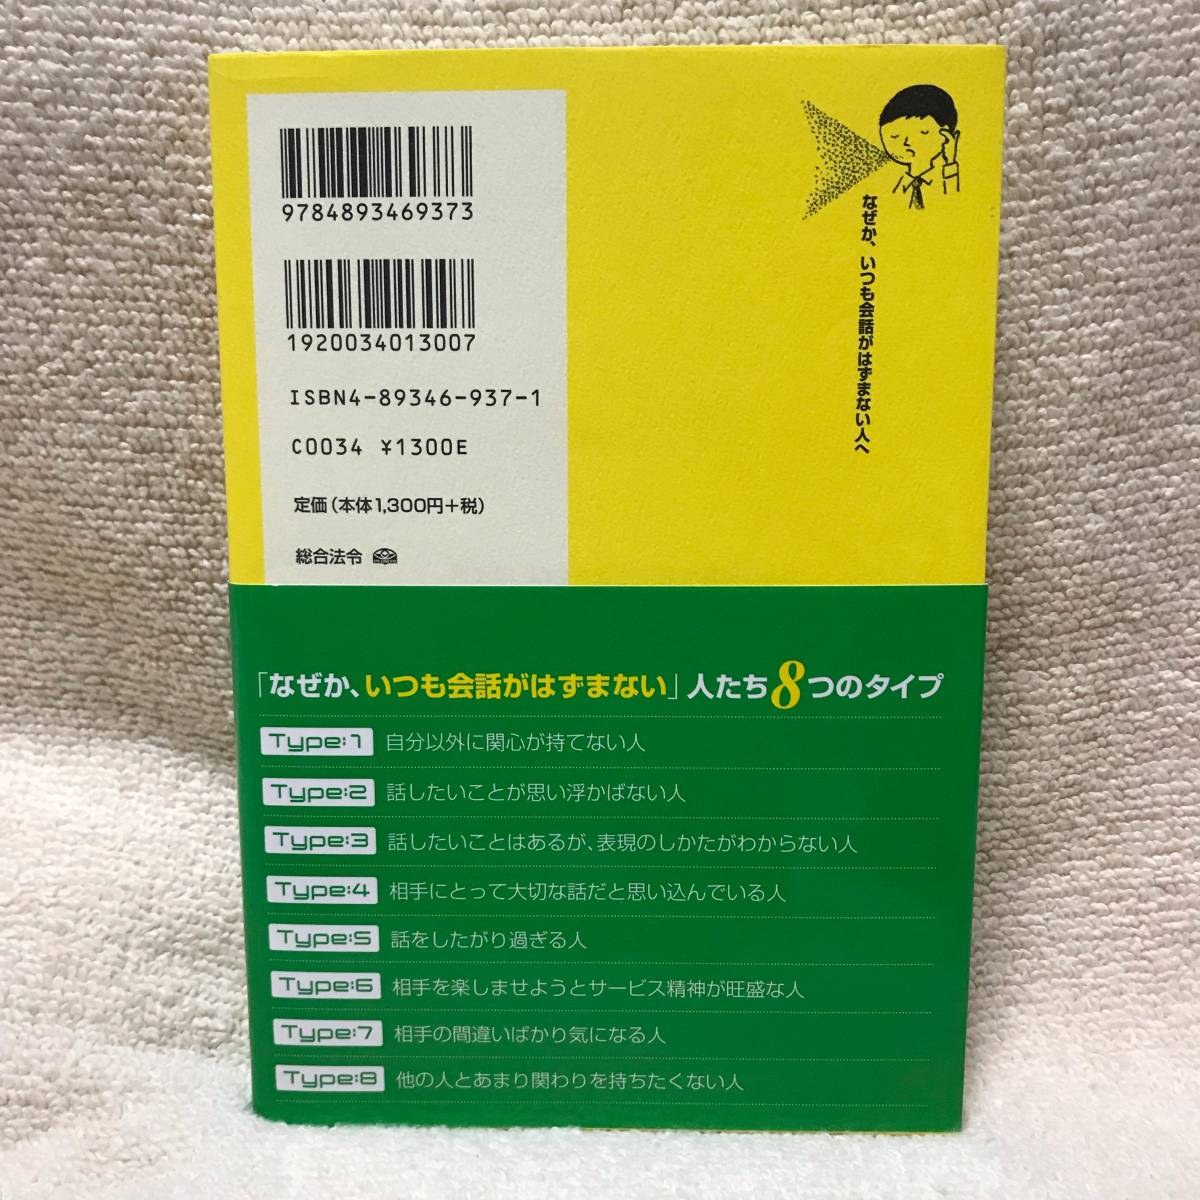 9784893469373
1920034013007
ISBN4-89346-937-1
C0034 ¥1300E
定価(本体1,300円+税)
総合法令
なぜか、いつも会話がはずまない人へ
「なぜか、いつも会話がはずまない」人たち8つのタイプ
Type:1 自分以外に関心が持てない人
Type:2 話したいことが思い浮かばない人
Type:3 話したいことはあるが、表現のしかたがわからない人
Type:4 相手にとって大切な話だと思い込んでいる人
Type:5 話をしたがり過ぎる人
Type:6 相手を楽しませようとサービス精神が旺盛な人
Type:7 相手の間違いばかり気になる人
Type:8 他の人とあまり関わりを持ちたくない人